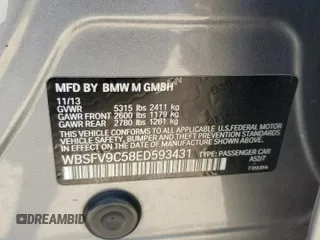 MFD BY BMW M GMBH
11/13
GVWR 5315 lbs 2411 kg
GAWR FRONT 2600 lbs 1179 kg
GAWR REAR 2780 lbs 1261 kg
THIS VEHICLE CONFORMS TO ALL APPLICABLE U.S. FEDERAL MOTOR
VEHICLE SAFETY, BUMPER, AND THEFT PREVENTION STANDARDS
IN EFFECT ON THE DATE OF MANUFACTURE SHOWN ABOVE.
WBSFV9C58ED593431 TYPE: PASSENGER CAR
A52/7
DREAMBID